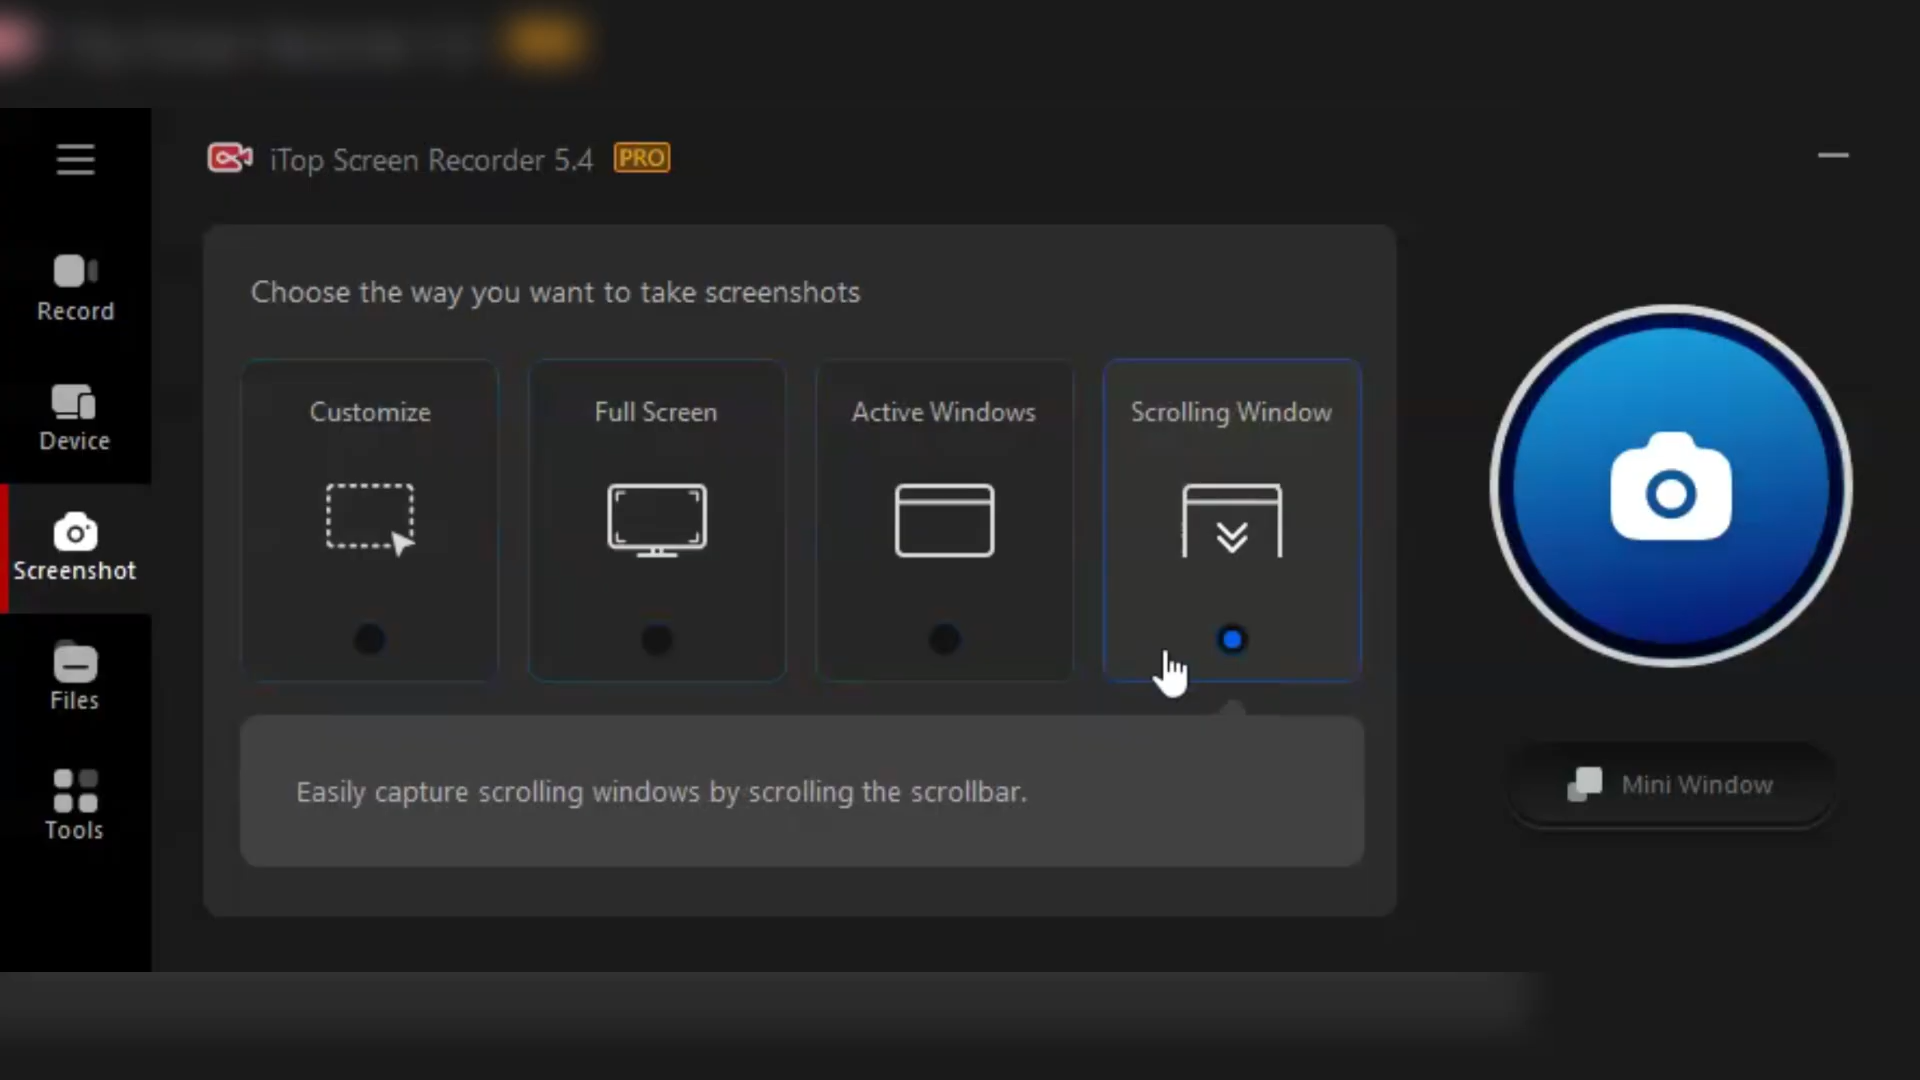 iTop Screen Recorder 5.4 PRO
Record
Device
Screenshot
Files
Tools
Choose the way you want to take screenshots
Customize
Full Screen
Active Windows
Scrolling Window
Easily capture scrolling windows by scrolling the scrollbar.
Mini Window